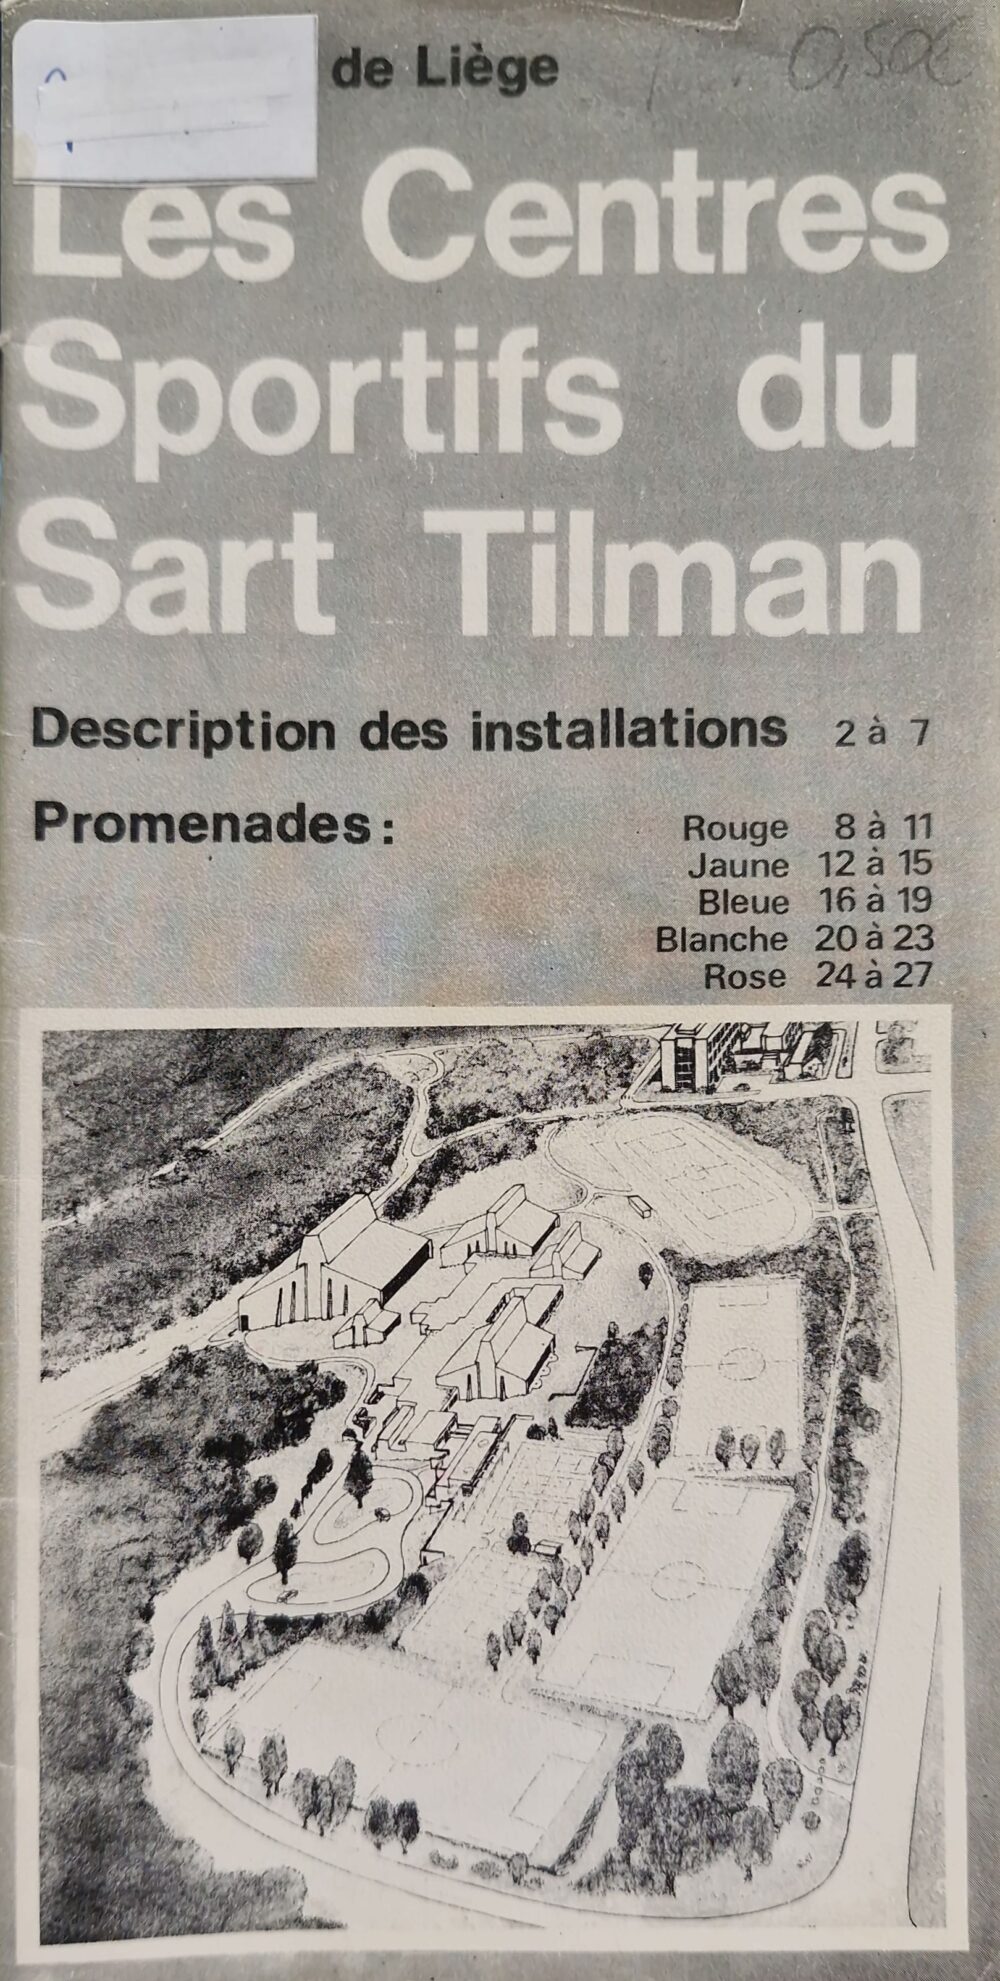 de Liège
0,50€
Les Centres
Sportifs du
Sart Tilman
Description des installations 2 à 7
Promenades : Rouge 8 à 11
Jaune 12 à 15
Bleue 16 à 19
Blanche 20 à 23
Rose 24 à 27